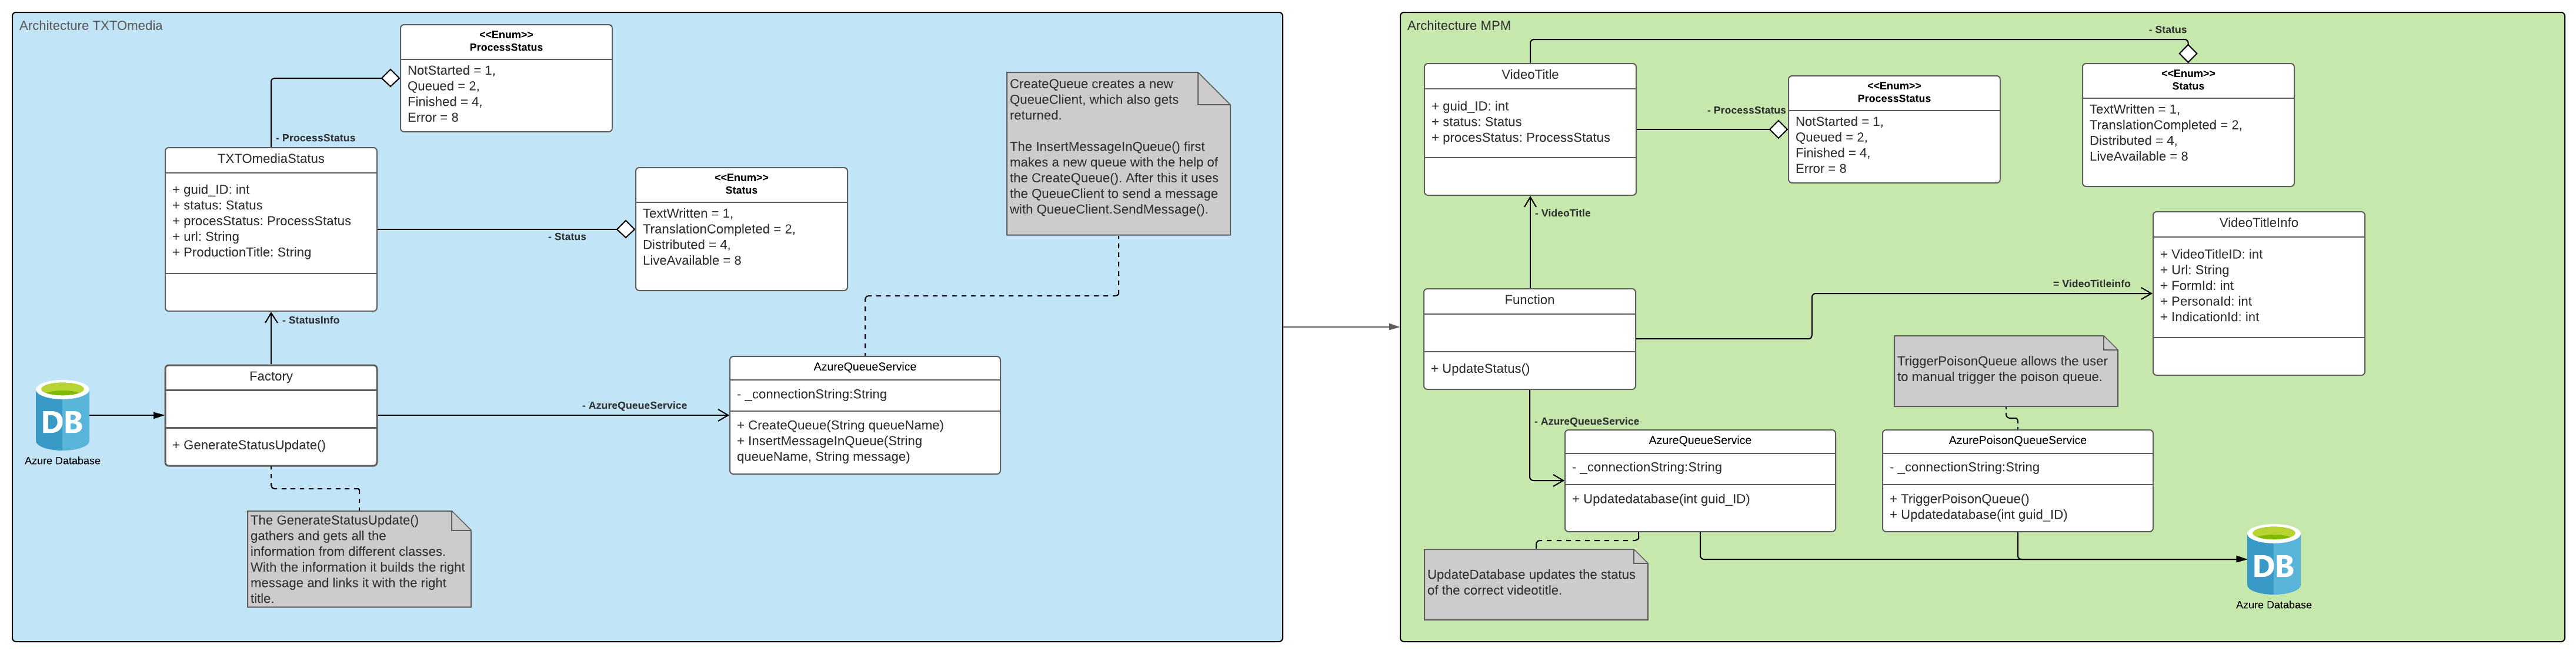 Architecture TXTOmedia
<<Enum>>
ProcessStatus
NotStarted = 1,
Queued = 2,
Finished = 4,
Error = 8
- ProcessStatus
TXTOmediaStatus
+ guid_ID: int
+ status: Status
+ procesStatus: ProcessStatus
+ url: String
+ ProductionTitle: String
- Status
<<Enum>>
Status
TextWritten = 1,
TranslationCompleted = 2,
Distributed = 4,
LiveAvailable = 8
CreateQueue creates a new
QueueClient, which also gets
returned.
The InsertMessageInQueue() first
makes a new queue with the help of
the CreateQueue(). After this it uses
the QueueClient to send a message
with QueueClient.SendMessage().
- StatusInfo
Factory
+ GenerateStatusUpdate()
DB
Azure Database
- AzureQueueService
AzureQueueService
- _connectionString:String
+ CreateQueue(String queueName)
+ InsertMessageInQueue(String
queueName, String message)
The GenerateStatusUpdate()
gathers and gets all the
information from different classes.
With the information it builds the right
message and links it with the right
title.
Architecture MPM
- Status
VideoTitle
+ guid_ID: int
+ status: Status
+ procesStatus: ProcessStatus
- ProcessStatus
<<Enum>>
ProcessStatus
NotStarted = 1,
Queued = 2,
Finished = 4,
Error = 8
<<Enum>>
Status
TextWritten = 1,
TranslationCompleted = 2,
Distributed = 4,
LiveAvailable = 8
- VideoTitle
Function
+ UpdateStatus()
= VideoTitleinfo
VideoTitleInfo
+ VideoTitleID: int
+ Url: String
+ FormId: int
+ PersonaId: int
+ IndicationId: int
TriggerPoisonQueue allows the user
to manual trigger the poison queue.
- AzureQueueService
AzureQueueService
- _connectionString:String
+ Updatedatabase(int guid_ID)
AzurePoisonQueueService
- _connectionString:String
+ TriggerPoisonQueue()
+ Updatedatabase(int guid_ID)
UpdateDatabase updates the status
of the correct videotitle.
DB
Azure Database